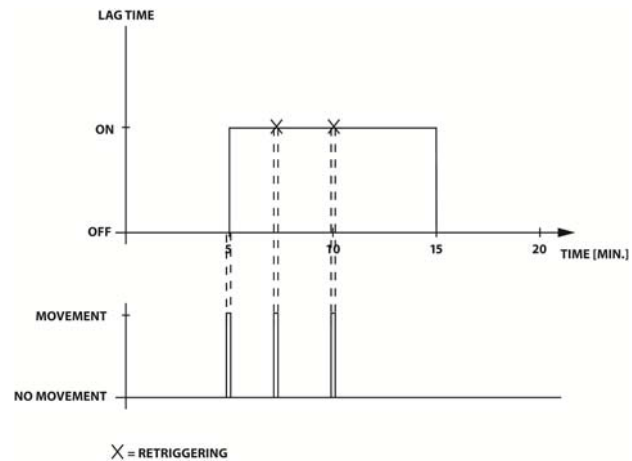 LAG TIME
ON
OFF
5
10
15
20
TIME [MIN.]
MOVEMENT
NO MOVEMENT
X = RETRIGGERING